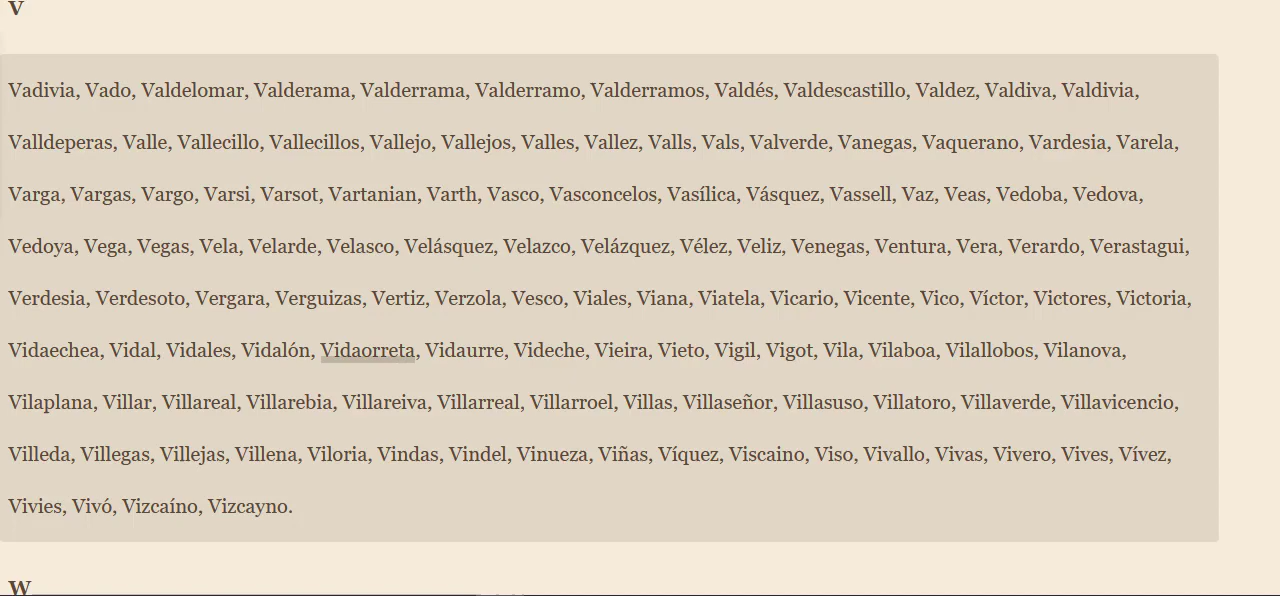 V
Vadivia, Vado, Valdelomar, Valderama, Valderrama, Valderramo, Valderramos, Valdés, Valdescastillo, Valdez, Valdiva, Valdivia,
Valldeperas, Valle, Vallecillo, Vallecillos, Vallejo, Vallejos, Valles, Vallez, Valls, Vals, Valverde, Vanegas, Vaquerano, Vardesia, Varela,
Varga, Vargas, Vargo, Varsi, Varsot, Vartanian, Varth, Vasco, Vasconcelos, Vasílica, Vásquez, Vassell, Vaz, Veas, Vedoba, Vedova,
Vedoya, Vega, Vegas, Vela, Velarde, Velasco, Velásquez, Velazco, Velázquez, Vélez, Veliz, Venegas, Ventura, Vera, Verardo, Verastagui,
Verdesia, Verdesoto, Vergara, Verguizas, Vertiz, Verzola, Vesco, Viales, Viana, Viatela, Vicario, Vicente, Vico, Víctor, Victores, Victoria,
Vidaechea, Vidal, Vidales, Vidalón, Vidaorreta, Vidaurre, Videche, Vieira, Vieto, Vigil, Vigot, Vila, Vilaboa, Vilallobos, Vilanova,
Vilaplana, Villar, Villareal, Villarebia, Villareiva, Villarreal, Villarroel, Villas, Villaseñor, Villasuso, Villatoro, Villaverde, Villavicencio,
Villeda, Villegas, Villejas, Villena, Viloria, Vindas, Vindel, Vinueza, Viñas, Víquez, Viscaino, Viso, Vivallo, Vivas, Vivero, Vives, Vívez,
Vivies, Vivó, Vizcaíno, Vizcayno.
W